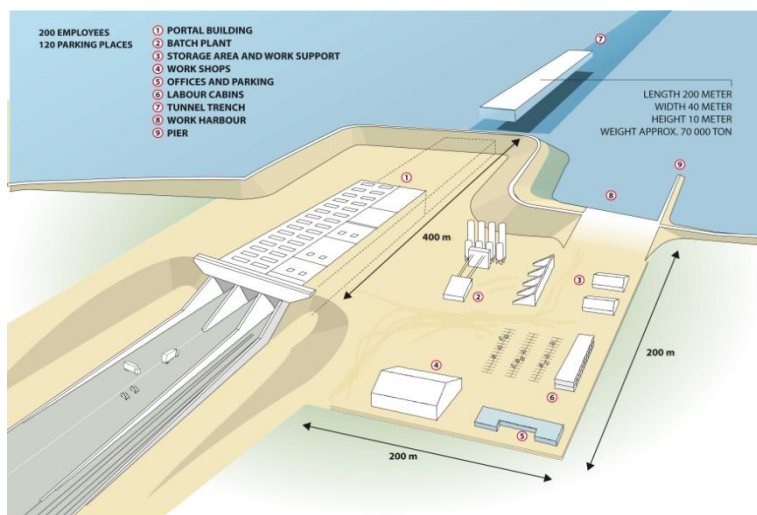 200 EMPLOYEES
120 PARKING PLACES
1 PORTAL BUILDING
2 BATCH PLANT
3 STORAGE AREA AND WORK SUPPORT
4 WORK SHOPS
5 OFFICES AND PARKING
6 LABOUR CABINS
7 TUNNEL TRENCH
8 WORK HARBOUR
9 PIER
7
LENGTH 200 METER
WIDTH 40 METER
HEIGHT 10 METER
WEIGHT APPROX. 70 000 TON
9
1
8
400 m
3
2
200 m
4
6
5
200 m